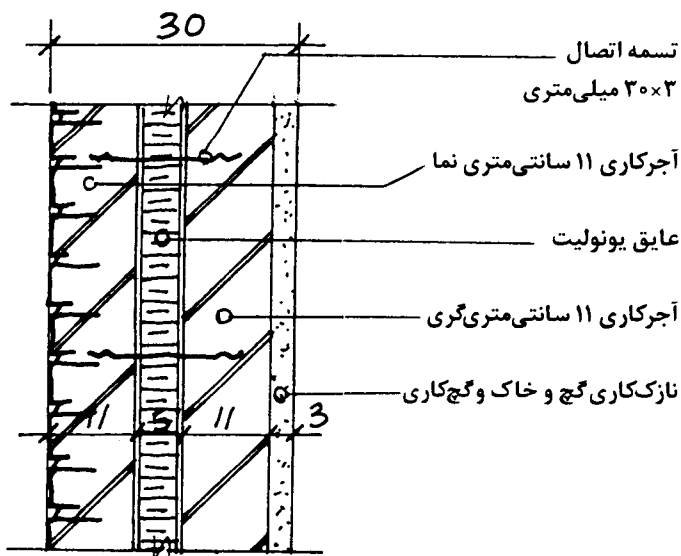 30
تسمه اتصال
۳۰×۳ میلی‌متری
آجرکاری ۱۱ سانتی‌متری نما
عایق یونولیت
آجرکاری ۱۱ سانتی‌متری‌گری
نازک‌کاری گچ و خاک و گچ‌کاری
11 5 11 3